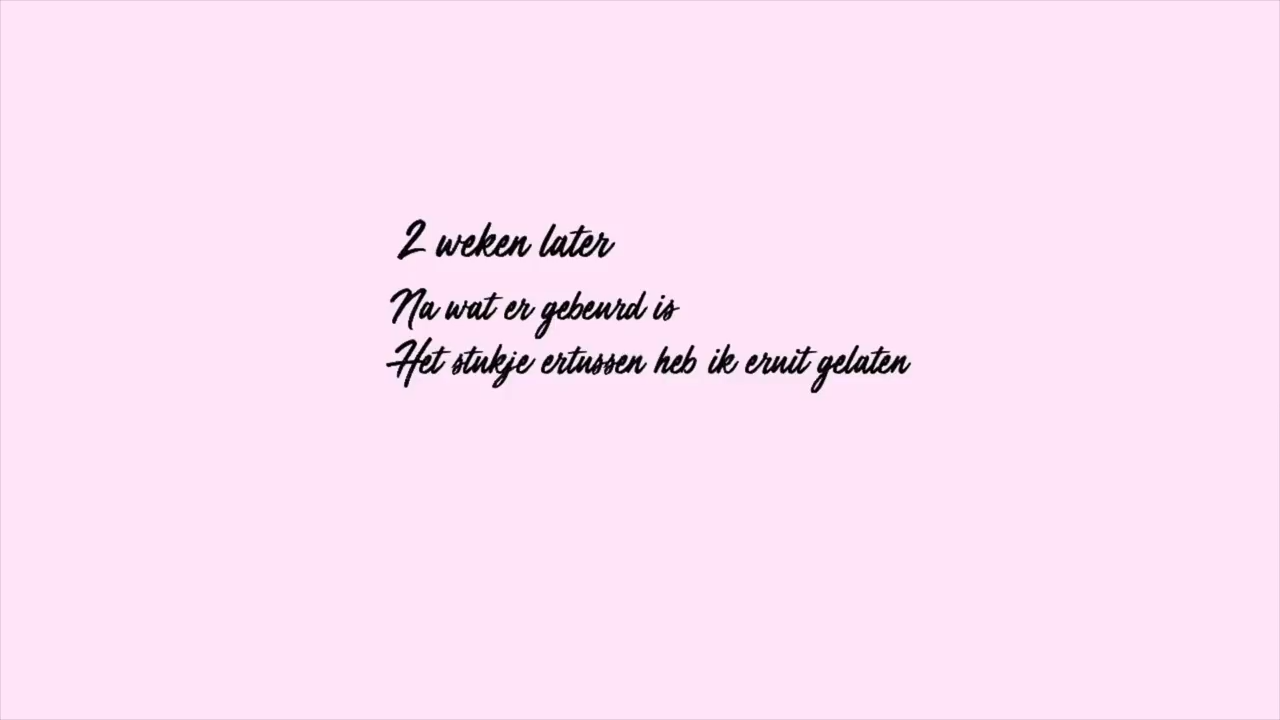 2 weken later
Na wat er gebeurd is
Het stukje ertussen heb ik eruit gelaten